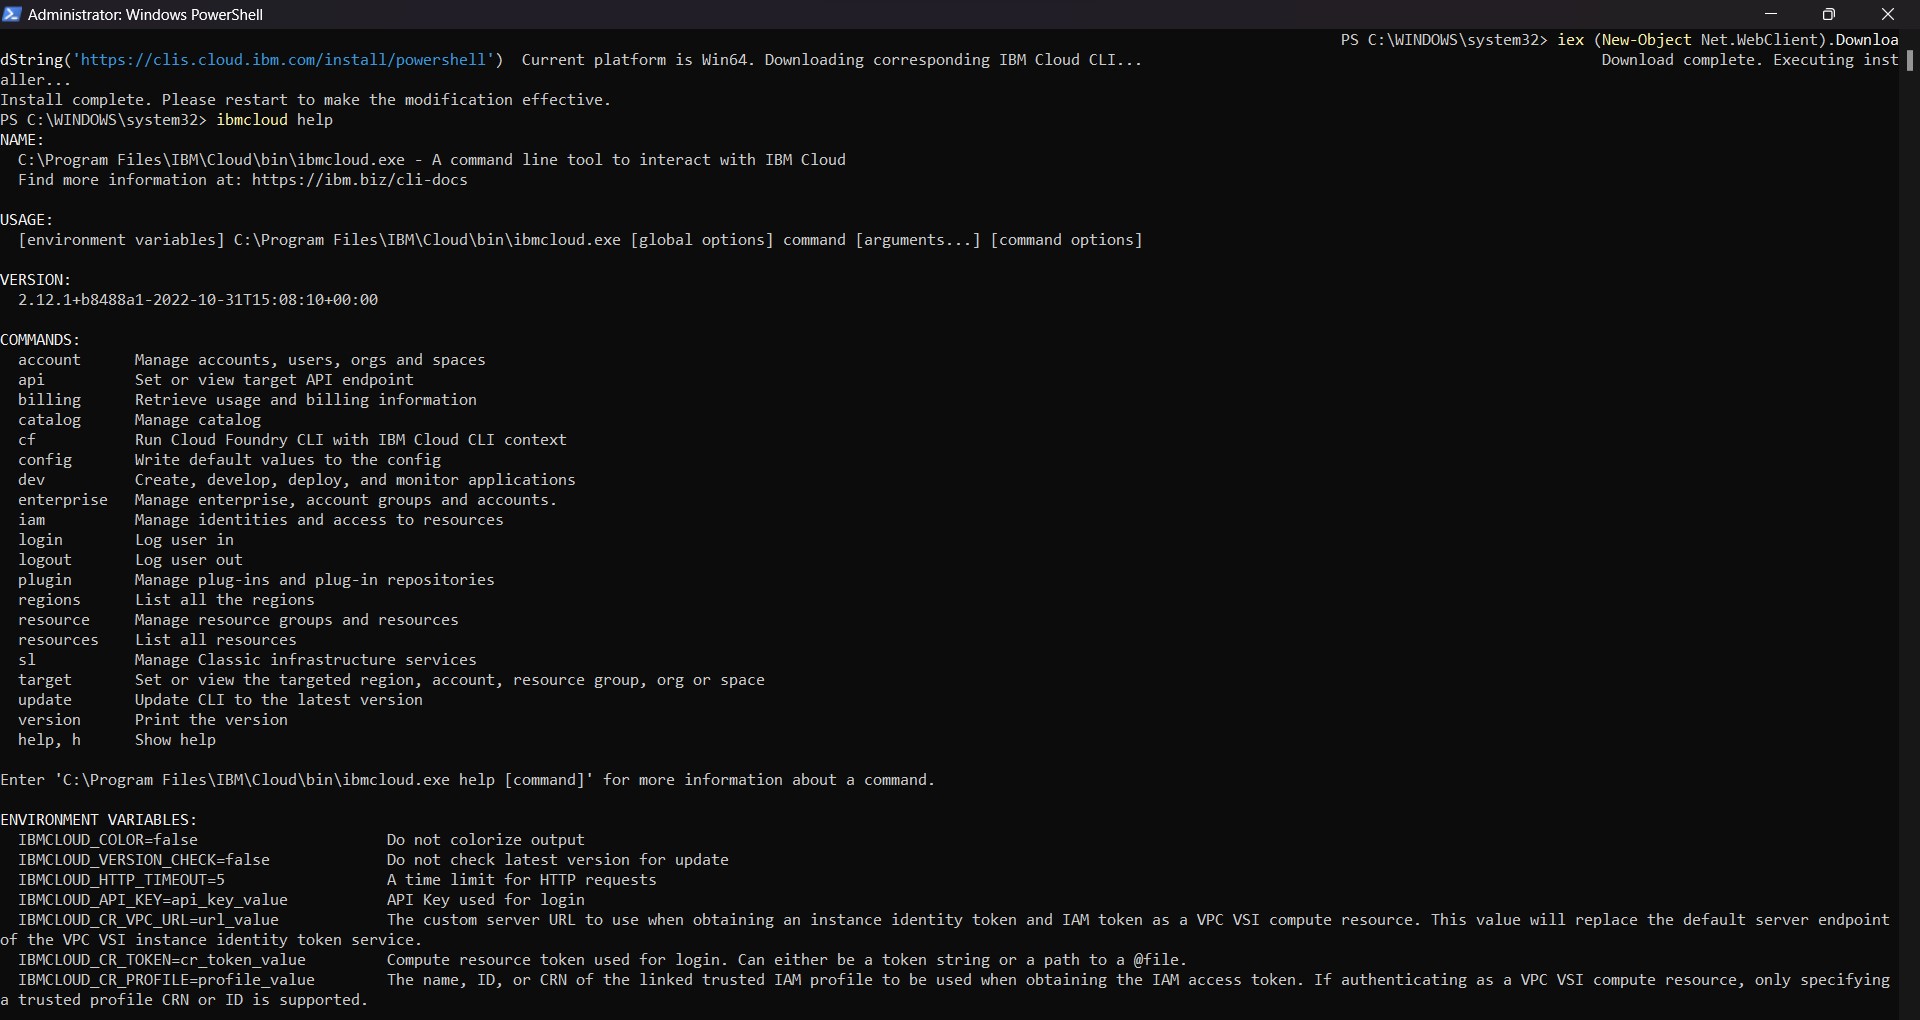 Administrator: Windows PowerShell
PS C:\WINDOWS\system32> iex (New-Object Net.WebClient).Downloa
dString('https://clis.cloud.ibm.com/install/powershell')  Current platform is Win64. Downloading corresponding IBM Cloud CLI...  Download complete. Executing inst
aller...
Install complete. Please restart to make the modification effective.
PS C:\WINDOWS\system32> ibmcloud help
NAME:
  C:\Program Files\IBM\Cloud\bin\ibmcloud.exe - A command line tool to interact with IBM Cloud
  Find more information at: https://ibm.biz/cli-docs
USAGE:
  [environment variables] C:\Program Files\IBM\Cloud\bin\ibmcloud.exe [global options] command [arguments...] [command options]
VERSION:
  2.12.1+b8488a1-2022-10-31T15:08:10+00:00
COMMANDS:
  account      Manage accounts, users, orgs and spaces
  api          Set or view target API endpoint
  billing      Retrieve usage and billing information
  catalog      Manage catalog
  cf           Run Cloud Foundry CLI with IBM Cloud CLI context
  config       Write default values to the config
  dev          Create, develop, deploy, and monitor applications
  enterprise   Manage enterprise, account groups and accounts.
  iam          Manage identities and access to resources
  login        Log user in
  logout       Log user out
  plugin       Manage plug-ins and plug-in repositories
  regions      List all the regions
  resource     Manage resource groups and resources
  resources    List all resources
  sl           Manage Classic infrastructure services
  target       Set or view the targeted region, account, resource group, org or space
  update       Update CLI to the latest version
  version      Print the version
  help, h      Show help
Enter 'C:\Program Files\IBM\Cloud\bin\ibmcloud.exe help [command]' for more information about a command.
ENVIRONMENT VARIABLES:
  IBMCLOUD_COLOR=false                     Do not colorize output
  IBMCLOUD_VERSION_CHECK=false             Do not check latest version for update
  IBMCLOUD_HTTP_TIMEOUT=5                  A time limit for HTTP requests
  IBMCLOUD_API_KEY=api_key_value           API Key used for login
  IBMCLOUD_CR_VPC_URL=url_value            The custom server URL to use when obtaining an instance identity token and IAM token as a VPC VSI compute resource. This value will replace the default server endpoint
of the VPC VSI instance identity token service.
  IBMCLOUD_CR_TOKEN=cr_token_value         Compute resource token used for login. Can either be a token string or a path to a @file.
  IBMCLOUD_CR_PROFILE=profile_value        The name, ID, or CRN of the linked trusted IAM profile to be used when obtaining the IAM access token. If authenticating as a VPC VSI compute resource, only specifying
a trusted profile CRN or ID is supported.